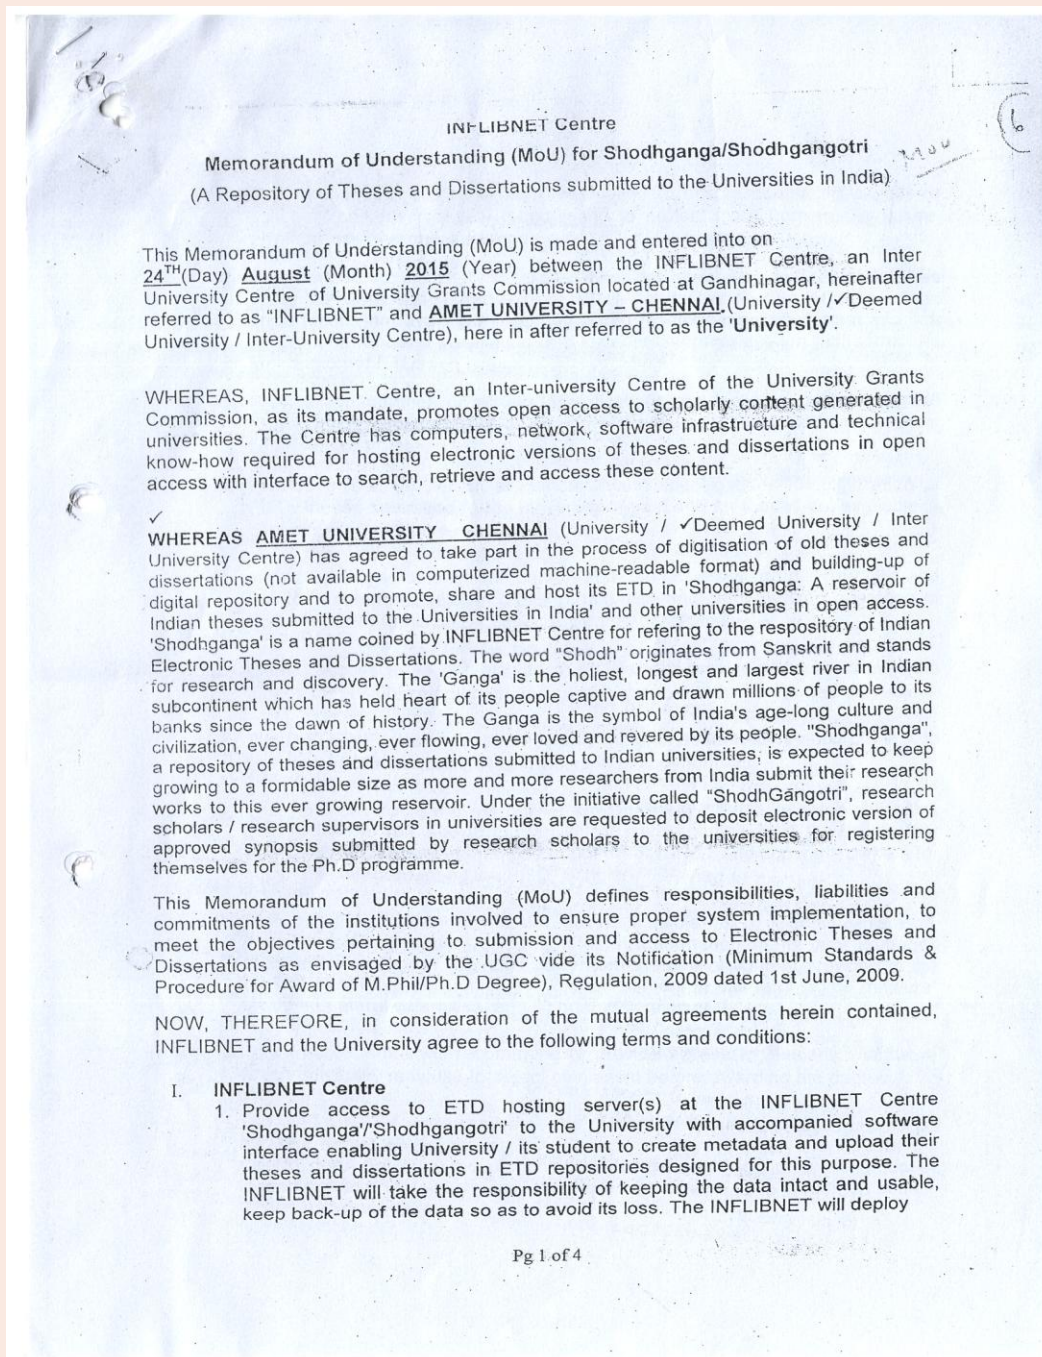 INFLIBNET Centre
Memorandum of Understanding (MoU) for Shodhganga/Shodhgangotri
MoU
6
(A Repository of Theses and Dissertations submitted to the Universities in India)
This Memorandum of Understanding (MoU) is made and entered into on
24TH(Day) August (Month) 2015 (Year) between the INFLIBNET Centre, an Inter
University Centre of University Grants Commission located at Gandhinagar, hereinafter
referred to as "INFLIBNET" and AMET UNIVERSITY – CHENNAI.(University /✓Deemed
University / Inter-University Centre), here in after referred to as the 'University'.
WHEREAS, INFLIBNET Centre, an Inter-university Centre of the University Grants
Commission, as its mandate, promotes open access to scholarly content generated in
universities. The Centre has computers, network, software infrastructure and technical
know-how required for hosting electronic versions of theses and dissertations in open
access with interface to search, retrieve and access these content.
✓
WHEREAS AMET UNIVERSITY CHENNAI (University / ✓Deemed University / Inter
University Centre) has agreed to take part in the process of digitisation of old theses and
dissertations (not available in computerized machine-readable format) and building-up of
digital repository and to promote, share and host its ETD in 'Shodhganga: A reservoir of
Indian theses submitted to the Universities in India' and other universities in open access.
'Shodhganga' is a name coined by INFLIBNET Centre for refering to the respository of Indian
Electronic Theses and Dissertations. The word "Shodh" originates from Sanskrit and stands
for research and discovery. The 'Ganga' is the holiest, longest and largest river in Indian
subcontinent which has held heart of its people captive and drawn millions of people to its
banks since the dawn of history. The Ganga is the symbol of India's age-long culture and
civilization, ever changing, ever flowing, ever loved and revered by its people. "Shodhganga",
a repository of theses and dissertations submitted to Indian universities, is expected to keep
growing to a formidable size as more and more researchers from India submit their research
works to this ever growing reservoir. Under the initiative called "ShodhGangotri", research
scholars / research supervisors in universities are requested to deposit electronic version of
approved synopsis submitted by research scholars to the universities for registering
themselves for the Ph.D programme.
This Memorandum of Understanding (MoU) defines responsibilities, liabilities and
commitments of the institutions involved to ensure proper system implementation, to
meet the objectives pertaining to submission and access to Electronic Theses and
Dissertations as envisaged by the UGC vide its Notification (Minimum Standards &
Procedure for Award of M.Phil/Ph.D Degree), Regulation, 2009 dated 1st June, 2009.
NOW, THEREFORE, in consideration of the mutual agreements herein contained,
INFLIBNET and the University agree to the following terms and conditions:
I. INFLIBNET Centre
1. Provide access to ETD hosting server(s) at the INFLIBNET Centre
'Shodhganga'/'Shodhgangotri' to the University with accompanied software
interface enabling University / its student to create metadata and upload their
theses and dissertations in ETD repositories designed for this purpose. The
INFLIBNET will take the responsibility of keeping the data intact and usable,
keep back-up of the data so as to avoid its loss. The INFLIBNET will deploy
Pg 1 of 4